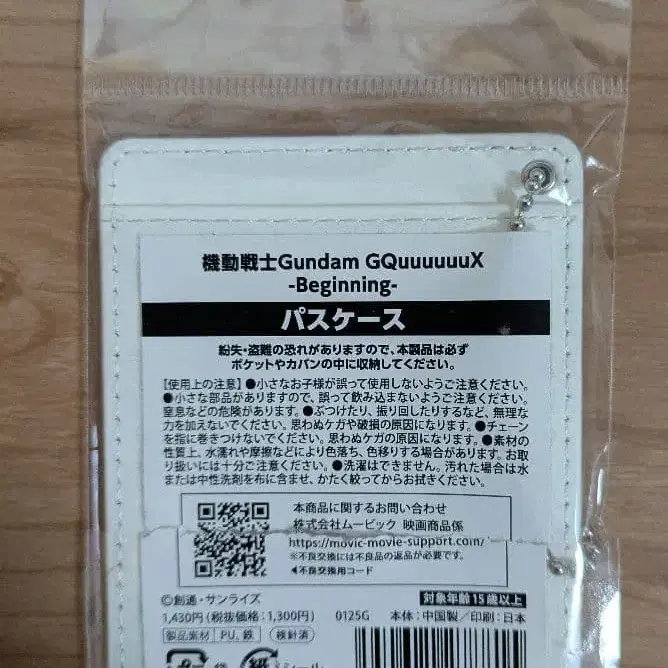 機動戦士Gundam GQuuuuuuX
-Beginning-
パスケース
紛失・盗難の恐れがありますので、本製品は必ず
ポケットやカバンの中に収納してください。
【使用上の注意】●小さなお子様が誤って使用しないようご注意ください。
●小さな部品がありますので、誤って飲み込まないでください。
窒息などの危険があります。●ぶつけたり、振り回したりするなど、無理な
力を加えないでください。思わぬケガや破損の原因になります。●チェーン
を指に巻きつけないでください。思わぬケガの原因になります。●素材の
性質上、水濡れや摩擦などにより色落ち、色移りする場合があります。お取
り扱いには十分ご注意ください。●洗濯はできません。汚れた場合は水
または中性洗剤を布に含ませ、かたく絞ってからお拭きください。
本商品に関するお問い合わせ
株式会社ムービック 映画商品係
https://movic-movie-support.com/
※不良交換には不良品の返品が必要です。
◀不良交換用コード
©創通・サンライズ
対象年齢15歳以上
1,430円(税抜価格:1,300円) 0125G 本体:中国製/印刷:日本
製品素材 PU,鉄 検針済
シール